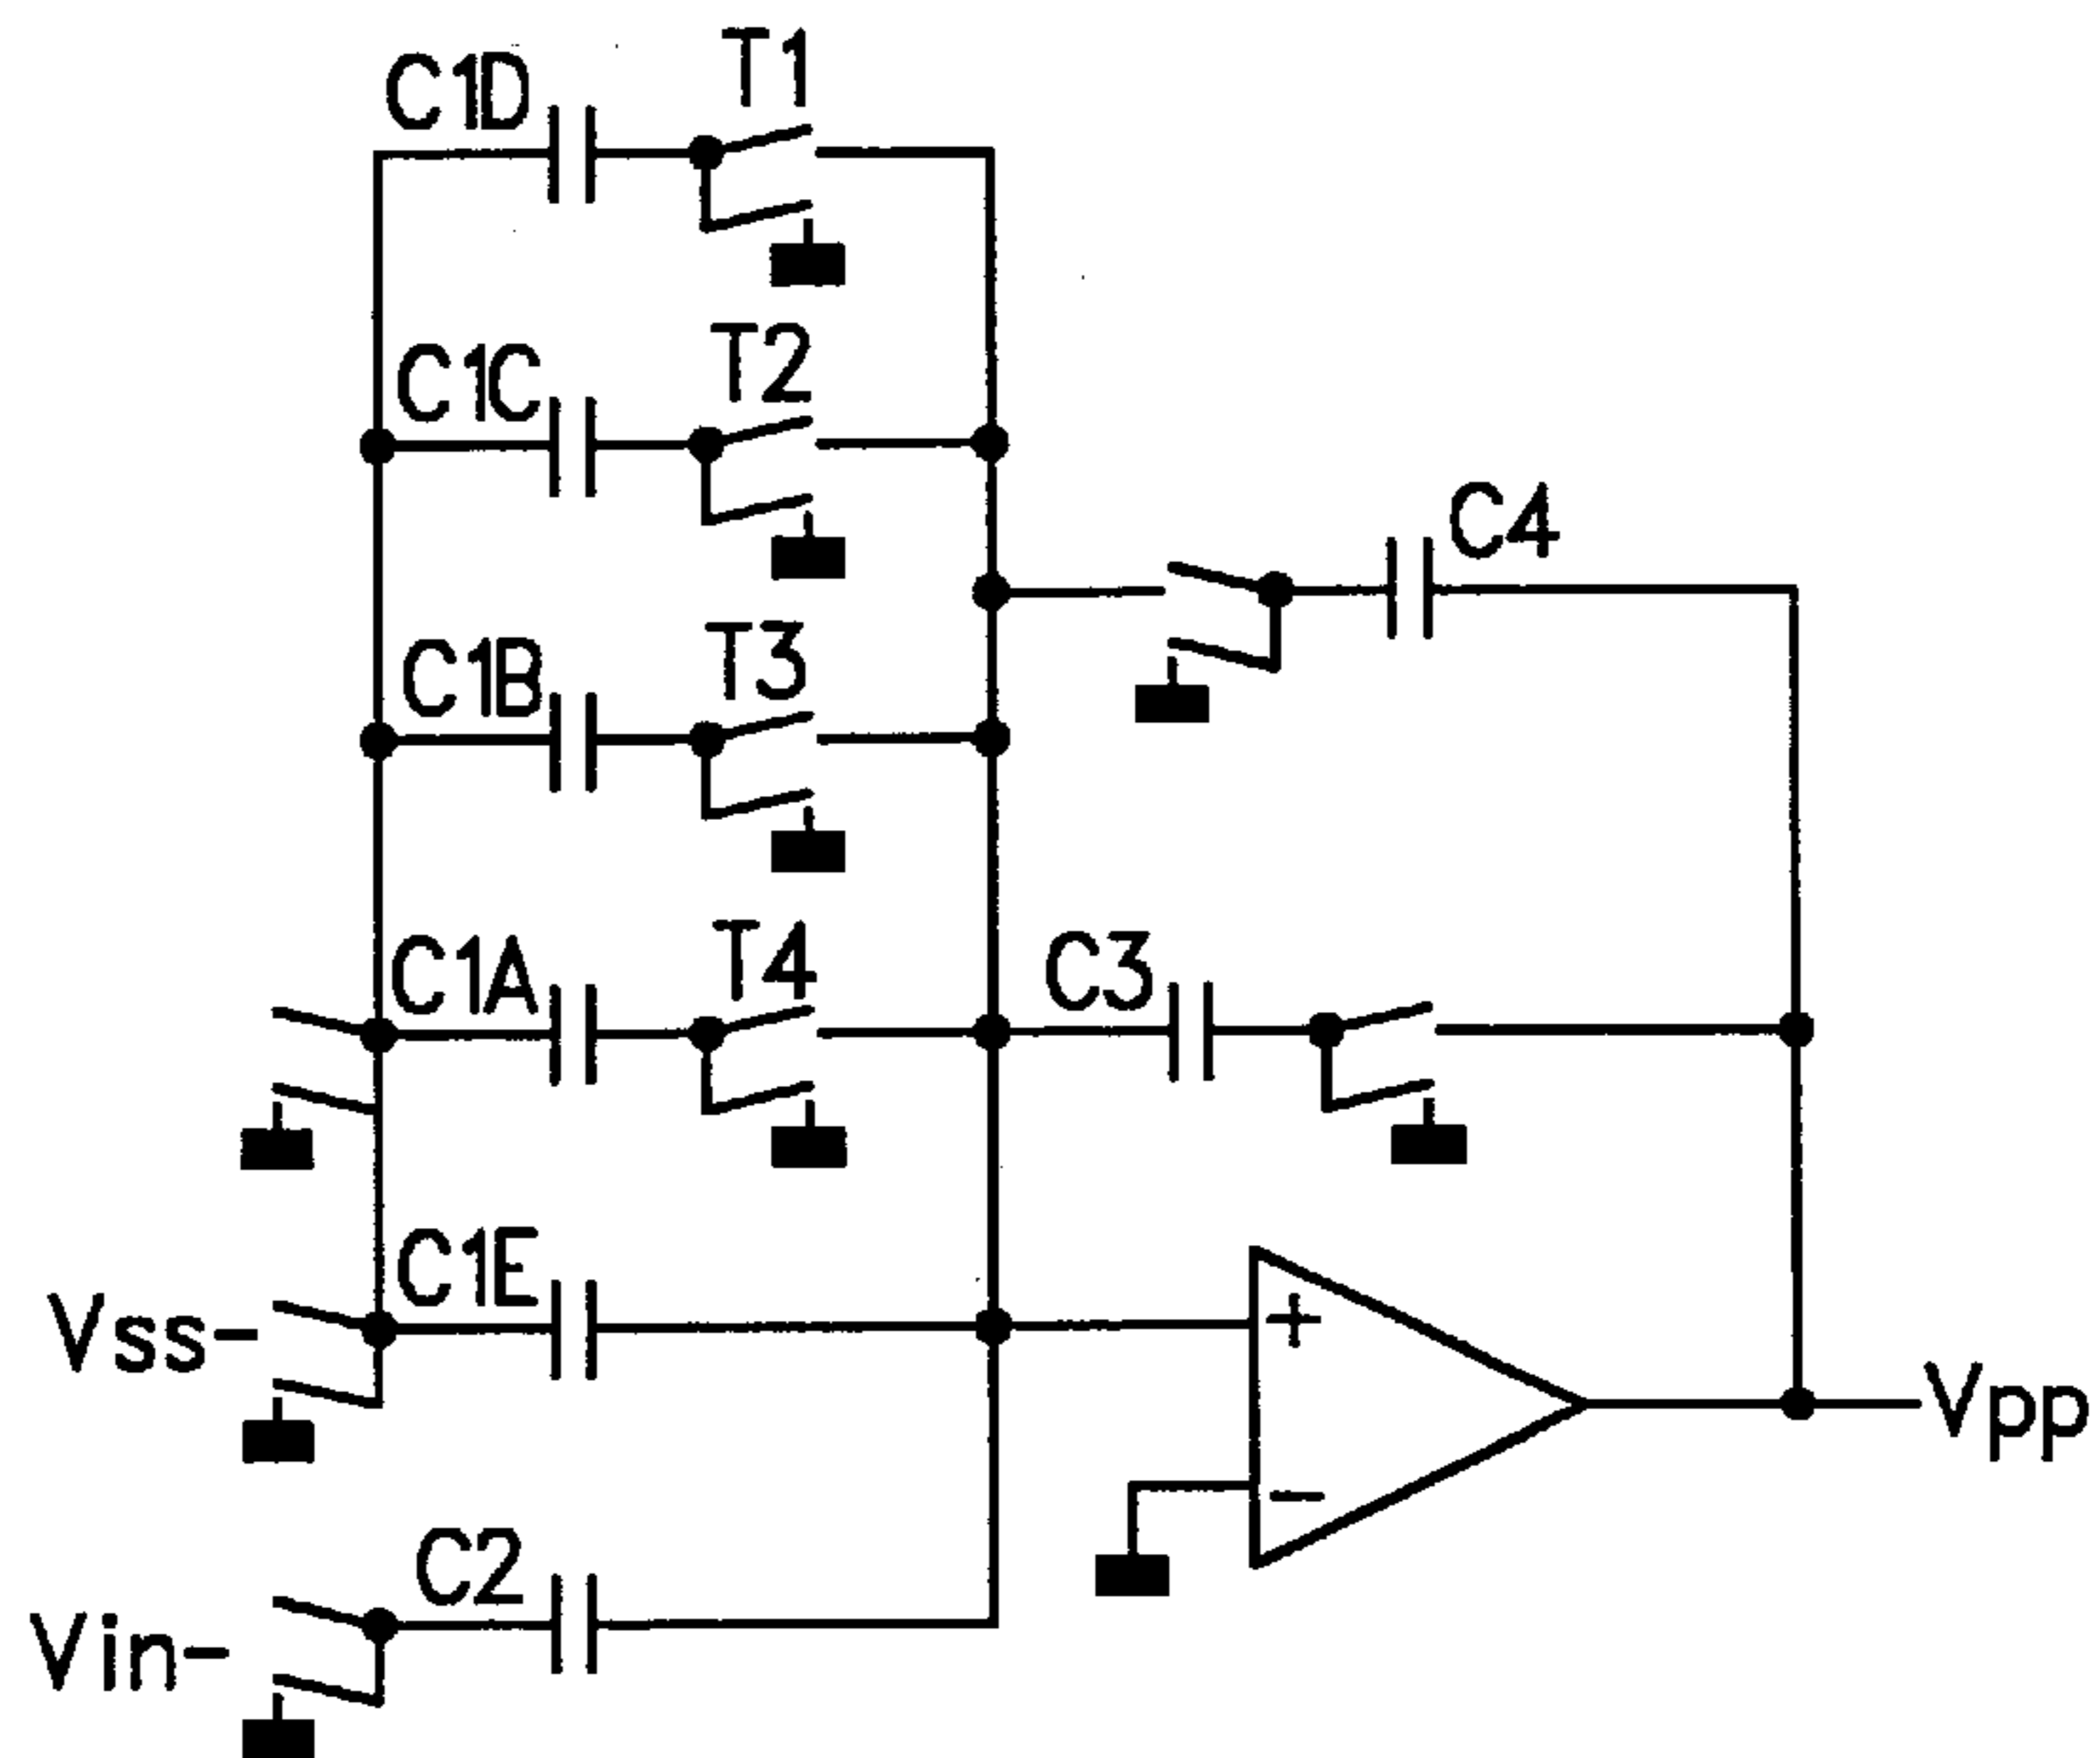 C1D
T1
C1C
T2
C4
C1B
T3
C1A
T4
C3
C1E
Vss-
+
Vpp
-
C2
Vin-